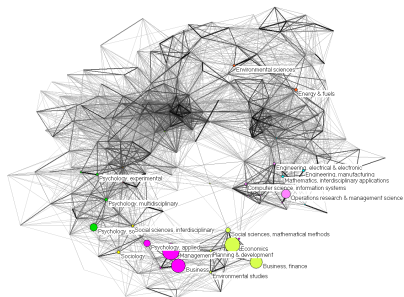 Environmental sciences
Energy & fuels
Engineering, electrical & electronic
Engineering, manufacturing
Psychology, experimental
Mathematics, interdisciplinary applications
Computer science, information systems
Operations research & management science
Psychology, multidisciplinary
Psychology, so
Social sciences, interdisciplinary
Social sciences, mathematical methods
Psychology, applied
Economics
Sociology
Management
Planning & development
Business
Business, finance
Environmental studies